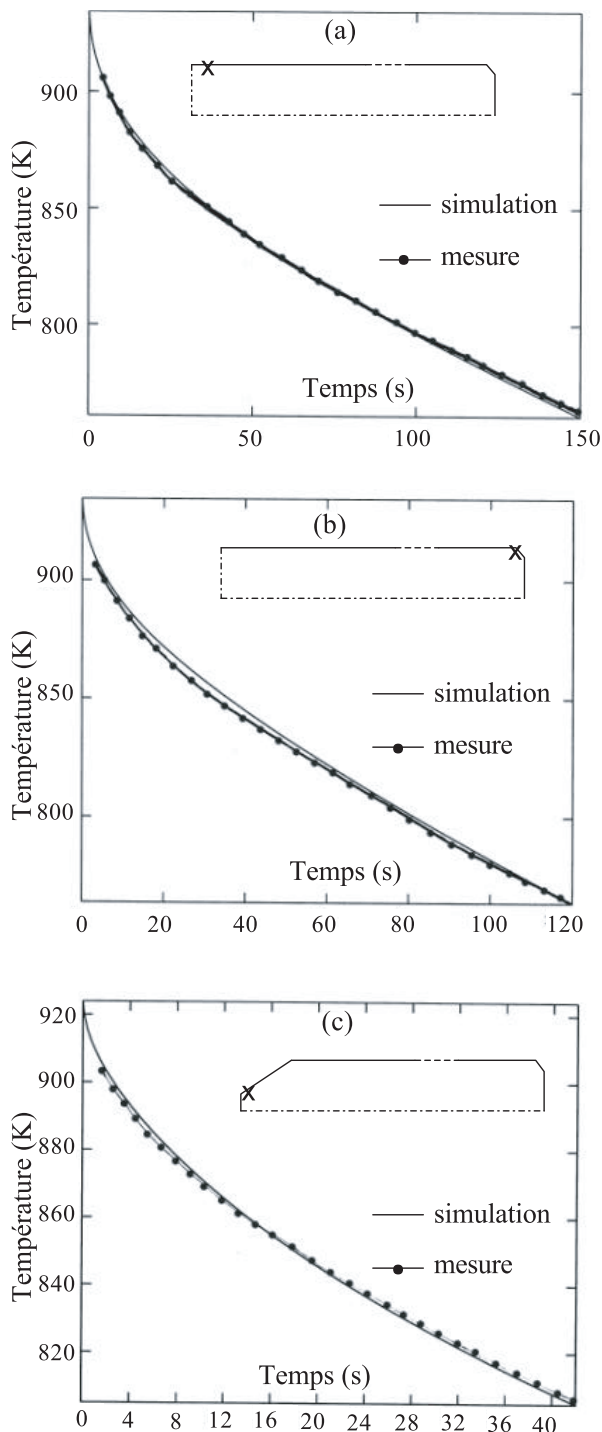 (a)
900
850
800
Température (K)
simulation
mesure
Temps (s)
0 50 100 150
(b)
900
850
800
Température (K)
simulation
mesure
Temps (s)
0 20 40 60 80 100 120
(c)
920
900
880
860
840
820
Température (K)
simulation
mesure
Temps (s)
0 4 8 12 16 20 24 28 32 36 40